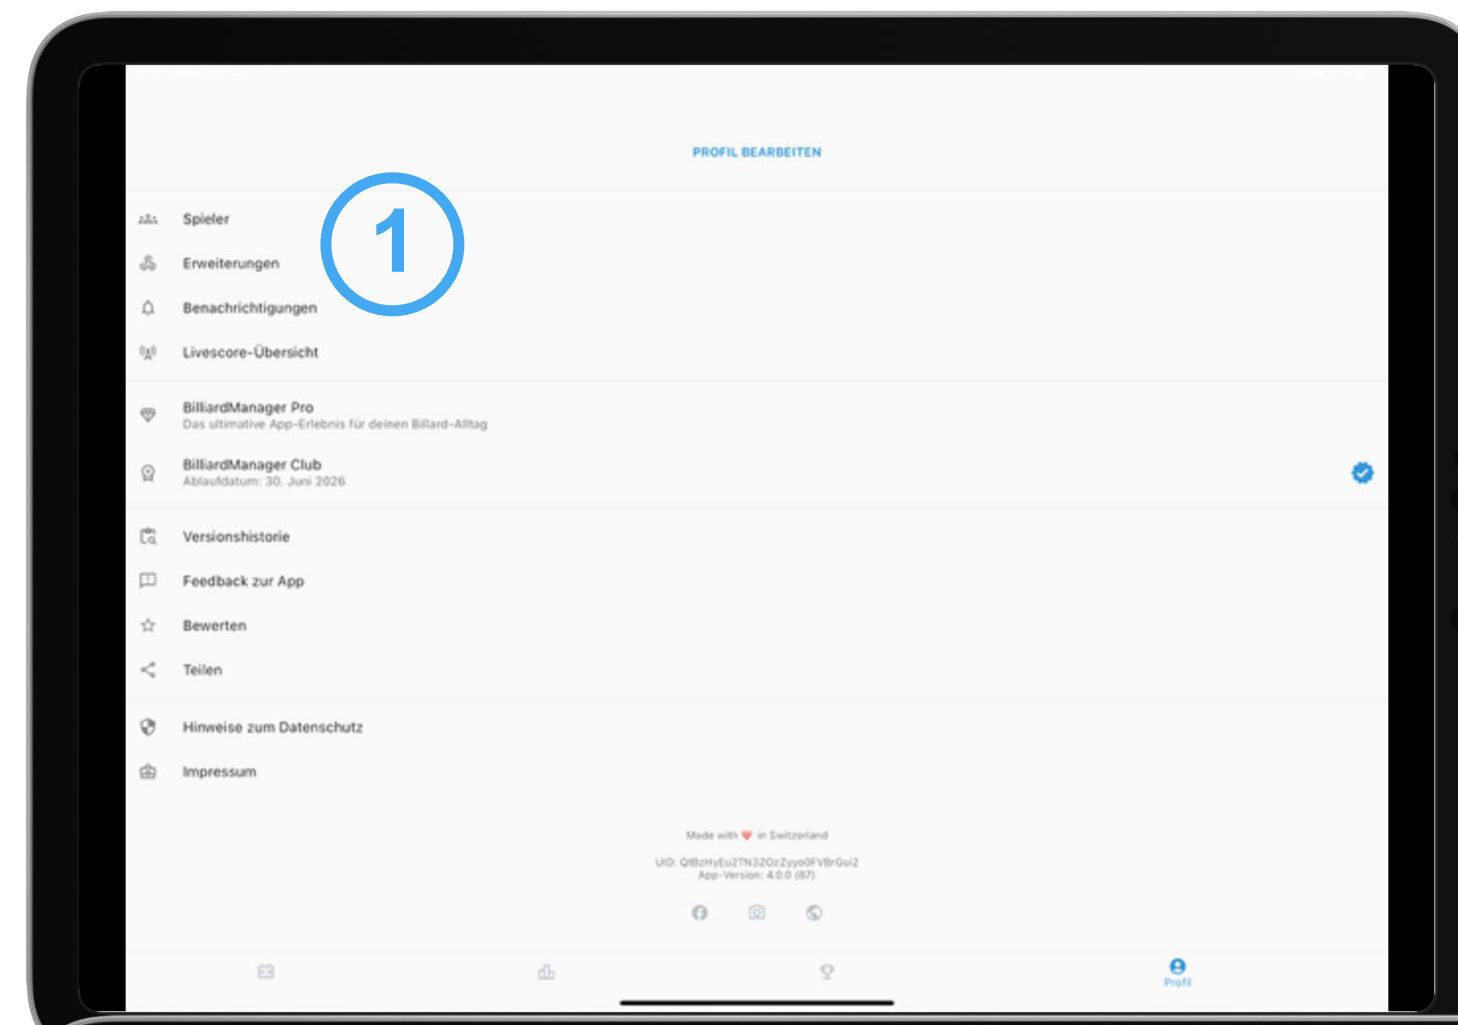 PROFIL BEARBEITEN
Spieler
1
Erweiterungen
Benachrichtigungen
Livescore-Übersicht
BilliardManager Pro
Das ultimative App-Erlebnis für deinen Billard-Alltag
BilliardManager Club
Ablaufdatum: 30. Juni 2026
Versionshistorie
Feedback zur App
Bewerten
Teilen
Hinweise zum Datenschutz
Impressum
Made with ❤ in Switzerland
UID:
App-Version: 4.0.0 (87)
Profil